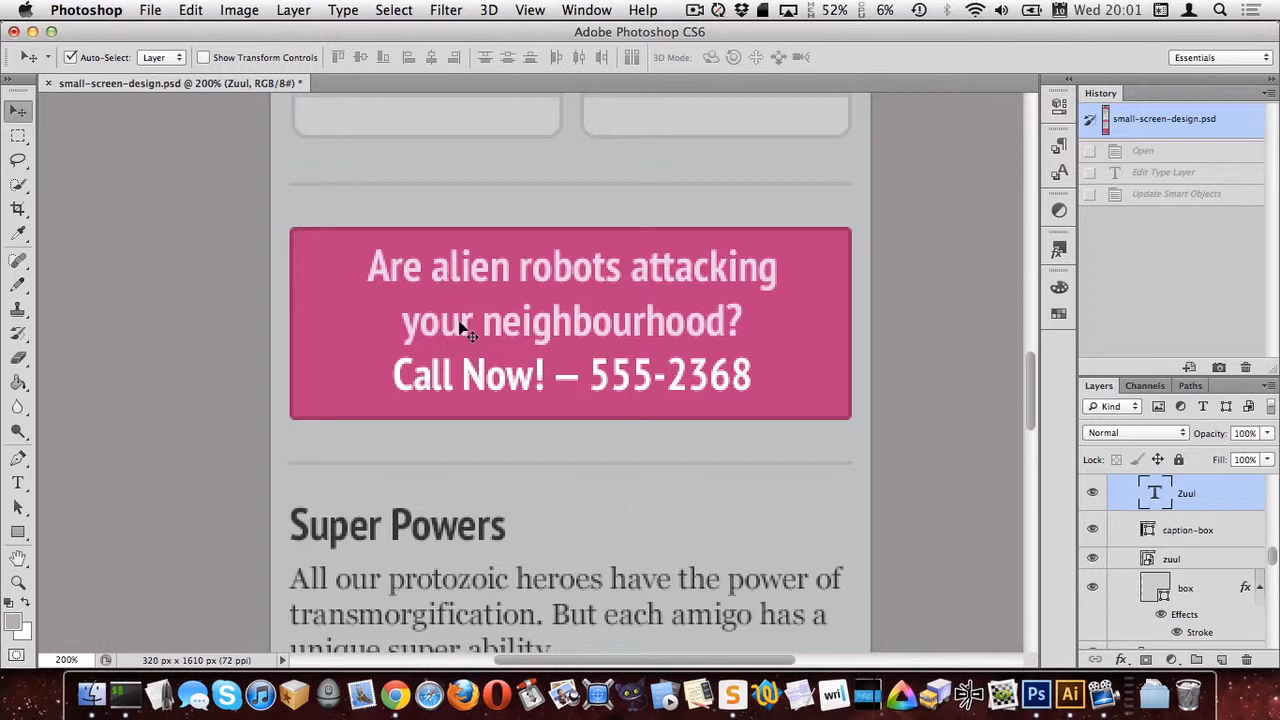 Photoshop File Edit Image Layer Type Select Filter 3D View Window Help 52% 6% Wed 20:01
Adobe Photoshop CS6
Auto-Select: Layer Show Transform Controls 3D Mode: Essentials
small-screen-design.psd @ 200% (Zuul, RGB/8#) *
History
small-screen-design.psd
Open
Edit Type Layer
Update Smart Objects
Are alien robots attacking
your neighbourhood?
Call Now! – 555-2368
Super Powers
All our protozoic heroes have the power of
transmorgification. But each amigo has a
unique super ability.
Layers Channels Paths
Kind
Normal Opacity: 100%
Lock: Fill: 100%
Zuul
caption-box
zuul
box fx
Effects
Stroke
200% 320 px x 1610 px (72 ppi)